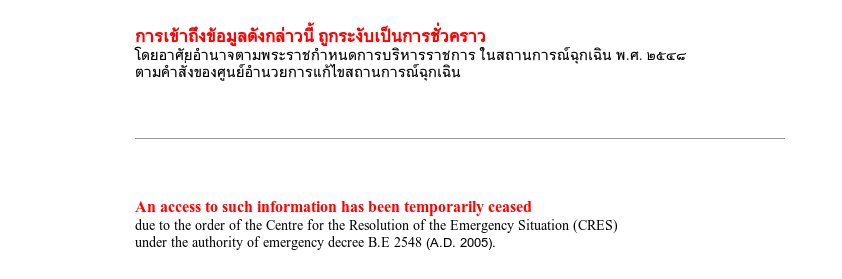 การเข้าถึงข้อมูลดังกล่าวนี้ ถูกระงับเป็นการชั่วคราว
โดยอาศัยอำนาจตามพระราชกำหนดการบริหารราชการ ในสถานการณ์ฉุกเฉิน พ.ศ. ๒๕๔๘
ตามคำสั่งของศูนย์อำนวยการแก้ไขสถานการณ์ฉุกเฉิน
An access to such information has been temporarily ceased
due to the order of the Centre for the Resolution of the Emergency Situation (CRES)
under the authority of emergency decree B.E 2548 (A.D. 2005).